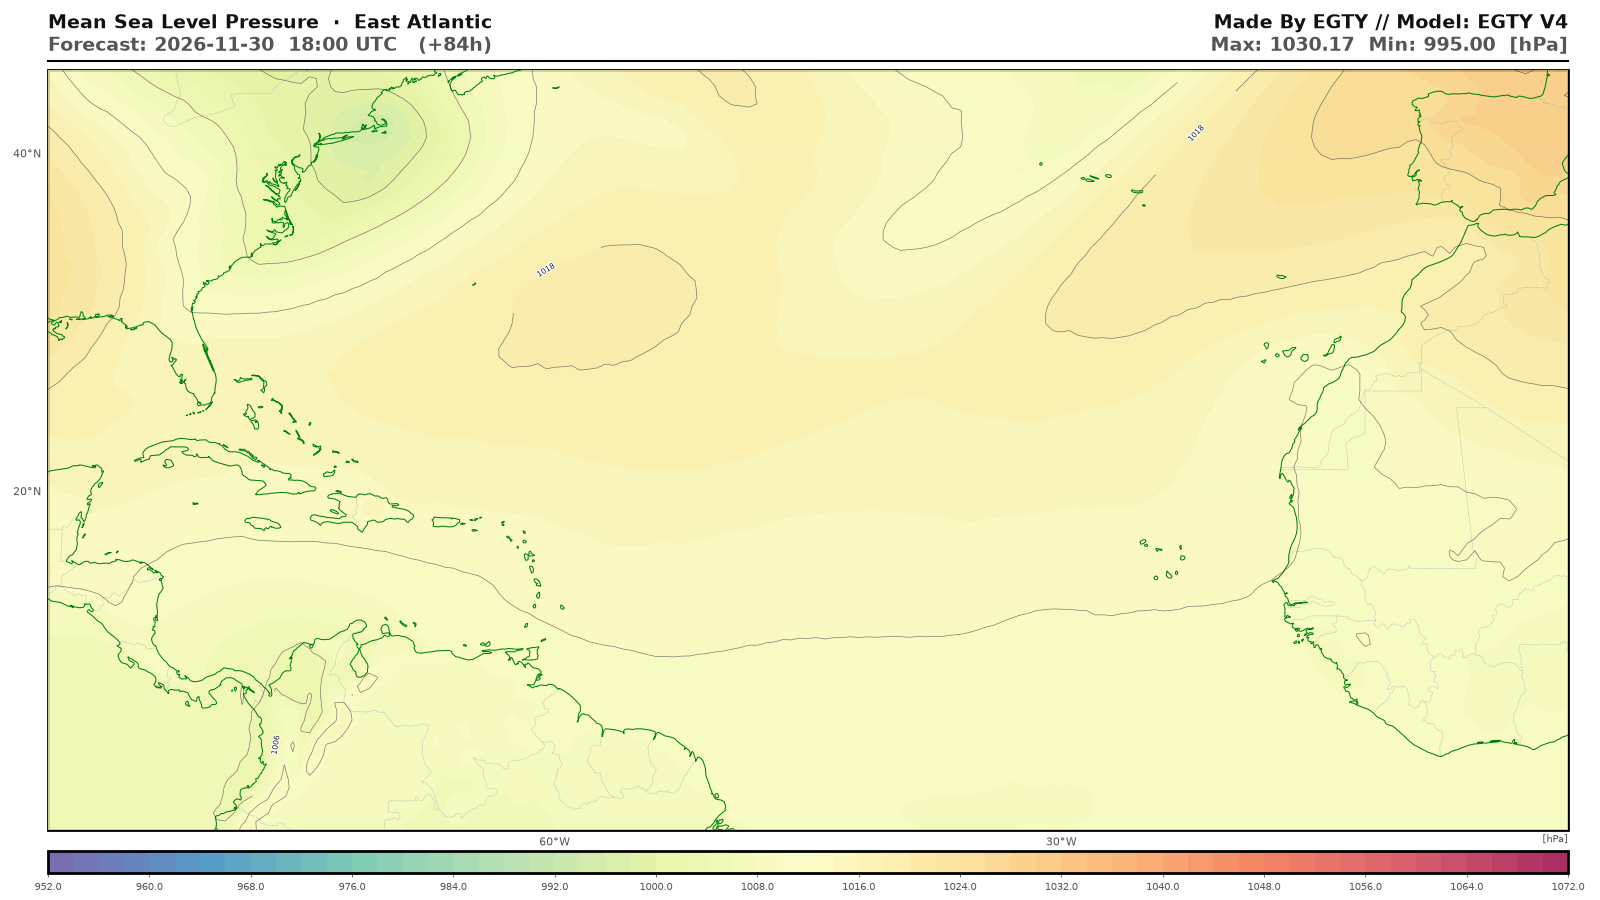 Mean Sea Level Pressure · East Atlantic
Made By EGTY // Model: EGTY V4
Forecast: 2026-11-30 18:00 UTC (+84h)
Max: 1030.17 Min: 995.00 [hPa]
1018
40°N
1018
20°N
1006
60°W
30°W
[hPa]
952.0 960.0 968.0 976.0 984.0 992.0 1000.0 1008.0 1016.0 1024.0 1032.0 1040.0 1048.0 1056.0 1064.0 1072.0